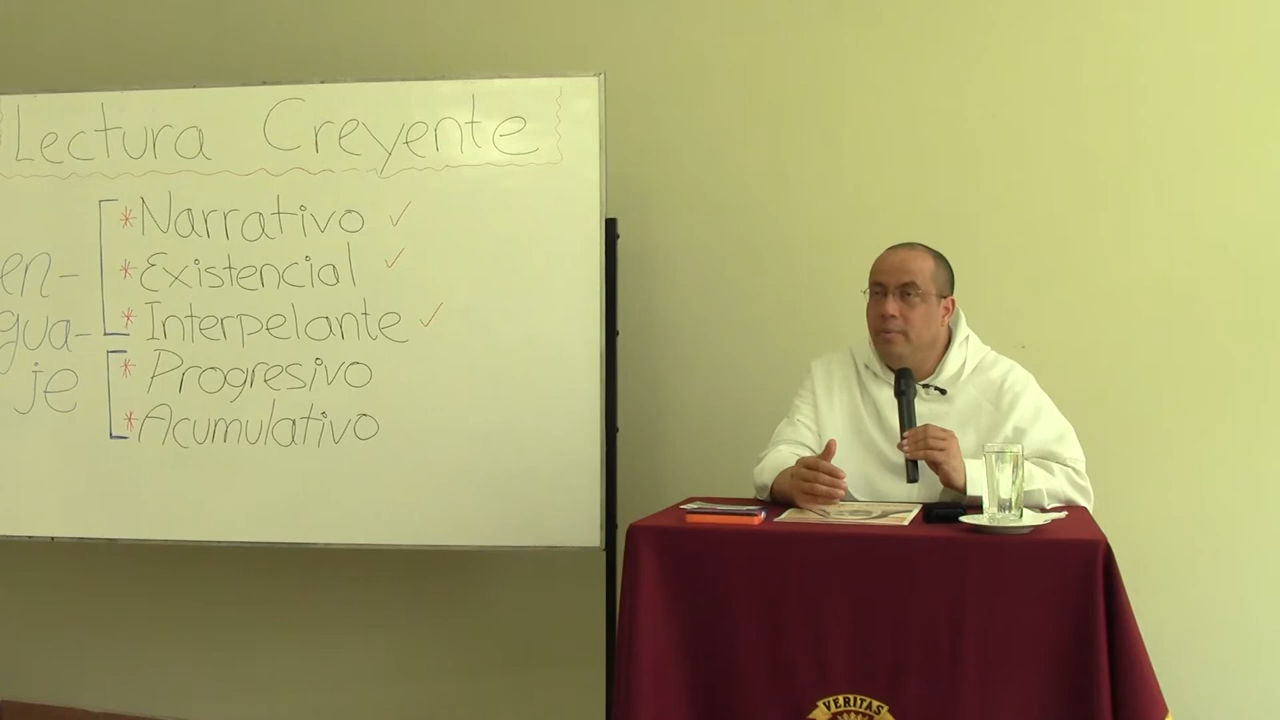 Lectura Creyente
*Narrativo ✓
en- *Existencial ✓
gua- *Interpelante ✓
je *Progresivo
*Acumulativo
VERITAS